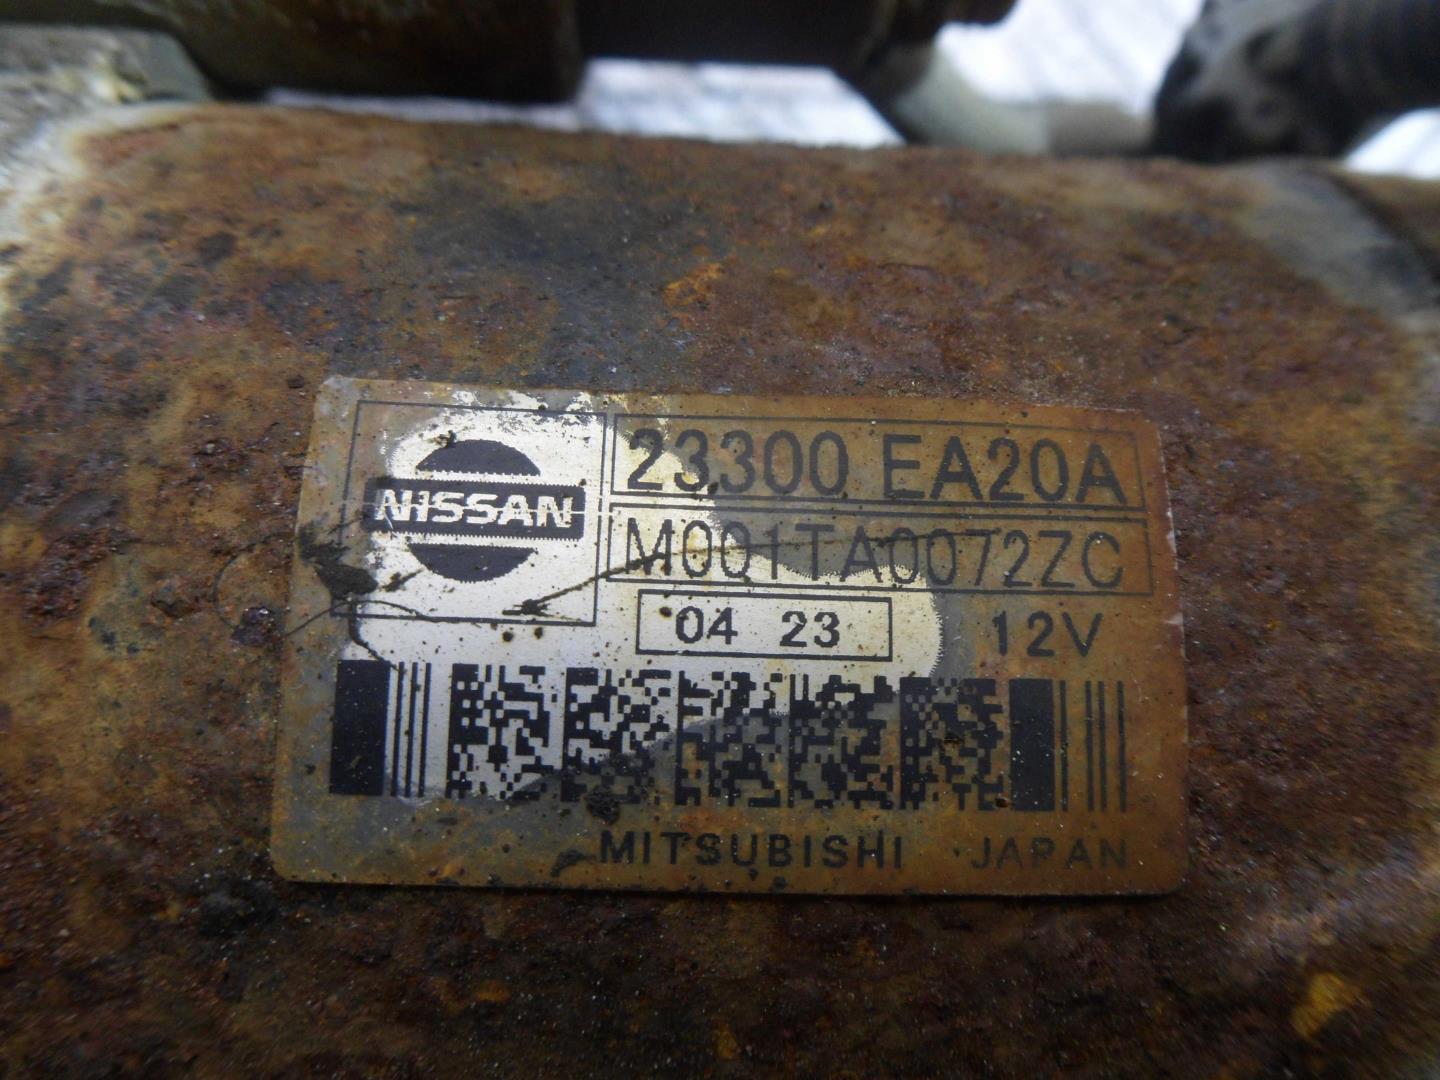 NISSAN
23300 EA20A
M001TA0072ZC
04 23
12V
MITSUBISHI JAPAN